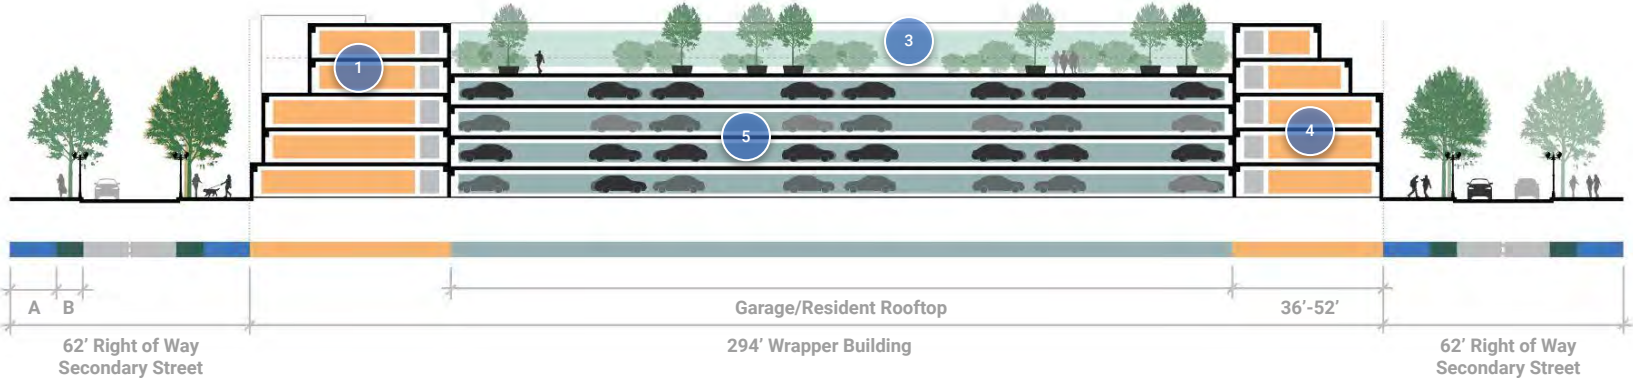 3
1
5
4
A
B
Garage/Resident Rooftop
36’-52’
62’ Right of Way
Secondary Street
294’ Wrapper Building
62’ Right of Way
Secondary Street